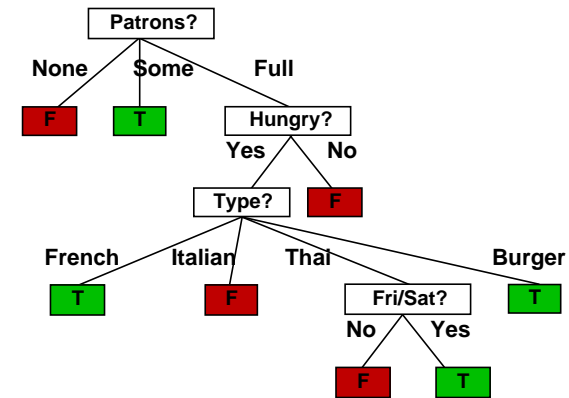 Patrons?
None Some Full
F T Hungry?
Yes No
Type? F
French Italian Thai Burger
T F Fri/Sat? T
No Yes
F T